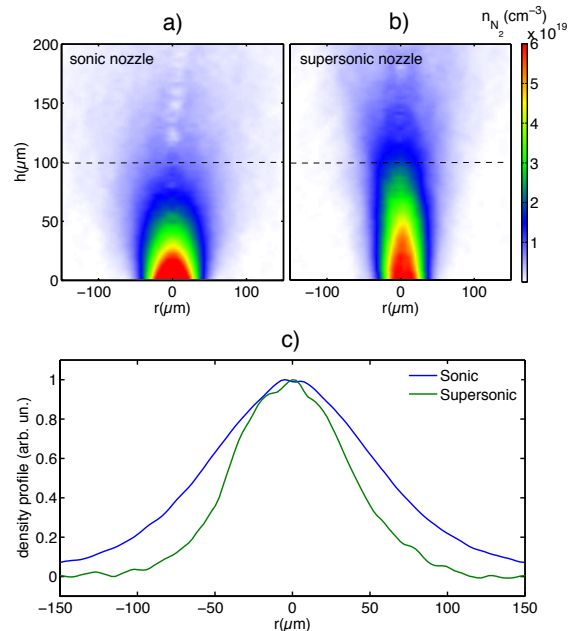 a)
b)
n_N₂(cm⁻³)
x 10¹⁹
sonic nozzle
supersonic nozzle
200
150
100
50
0
h(µm)
6
5
4
3
2
1
−100
0
100
r(µm)
−100
0
100
r(µm)
c)
Sonic
Supersonic
1
0.8
0.6
0.4
0.2
0
density profile (arb. un.)
−150
−100
−50
0
50
100
150
r(µm)